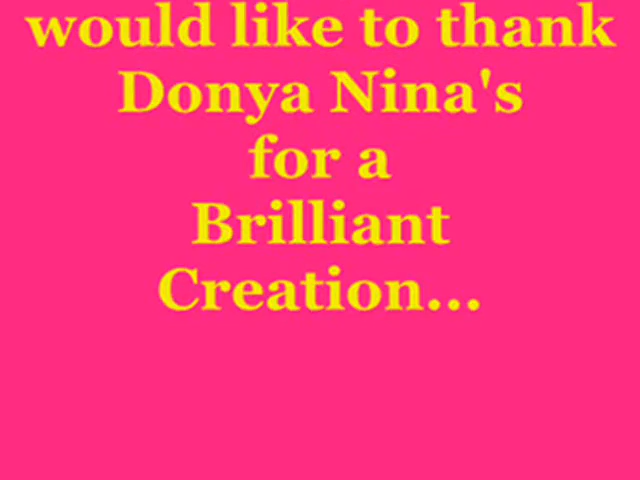 would like to thank
Donya Nina's
for a
Brilliant
Creation...